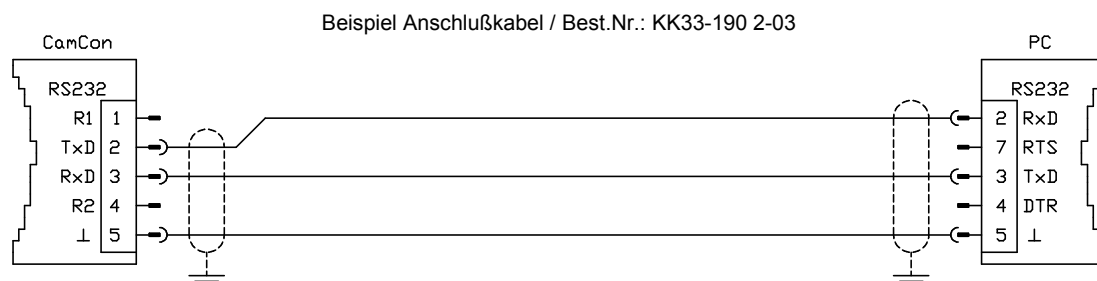 Beispiel Anschlußkabel / Best.Nr.: KK33-190 2-03
CamCon
PC
RS232
RS232
R1 1
2 RxD
TxD 2
7 RTS
RxD 3
3 TxD
R2 4
4 DTR
⊥ 5
5 ⊥